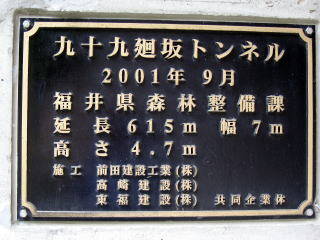 九十九廻坂トンネル
2001年 9月
福井県森林整備課
延長 615m 幅 7m
高さ 4.7m
施工 前田建設工業(株)
高崎建設(株)
東福建設(株) 共同企業体